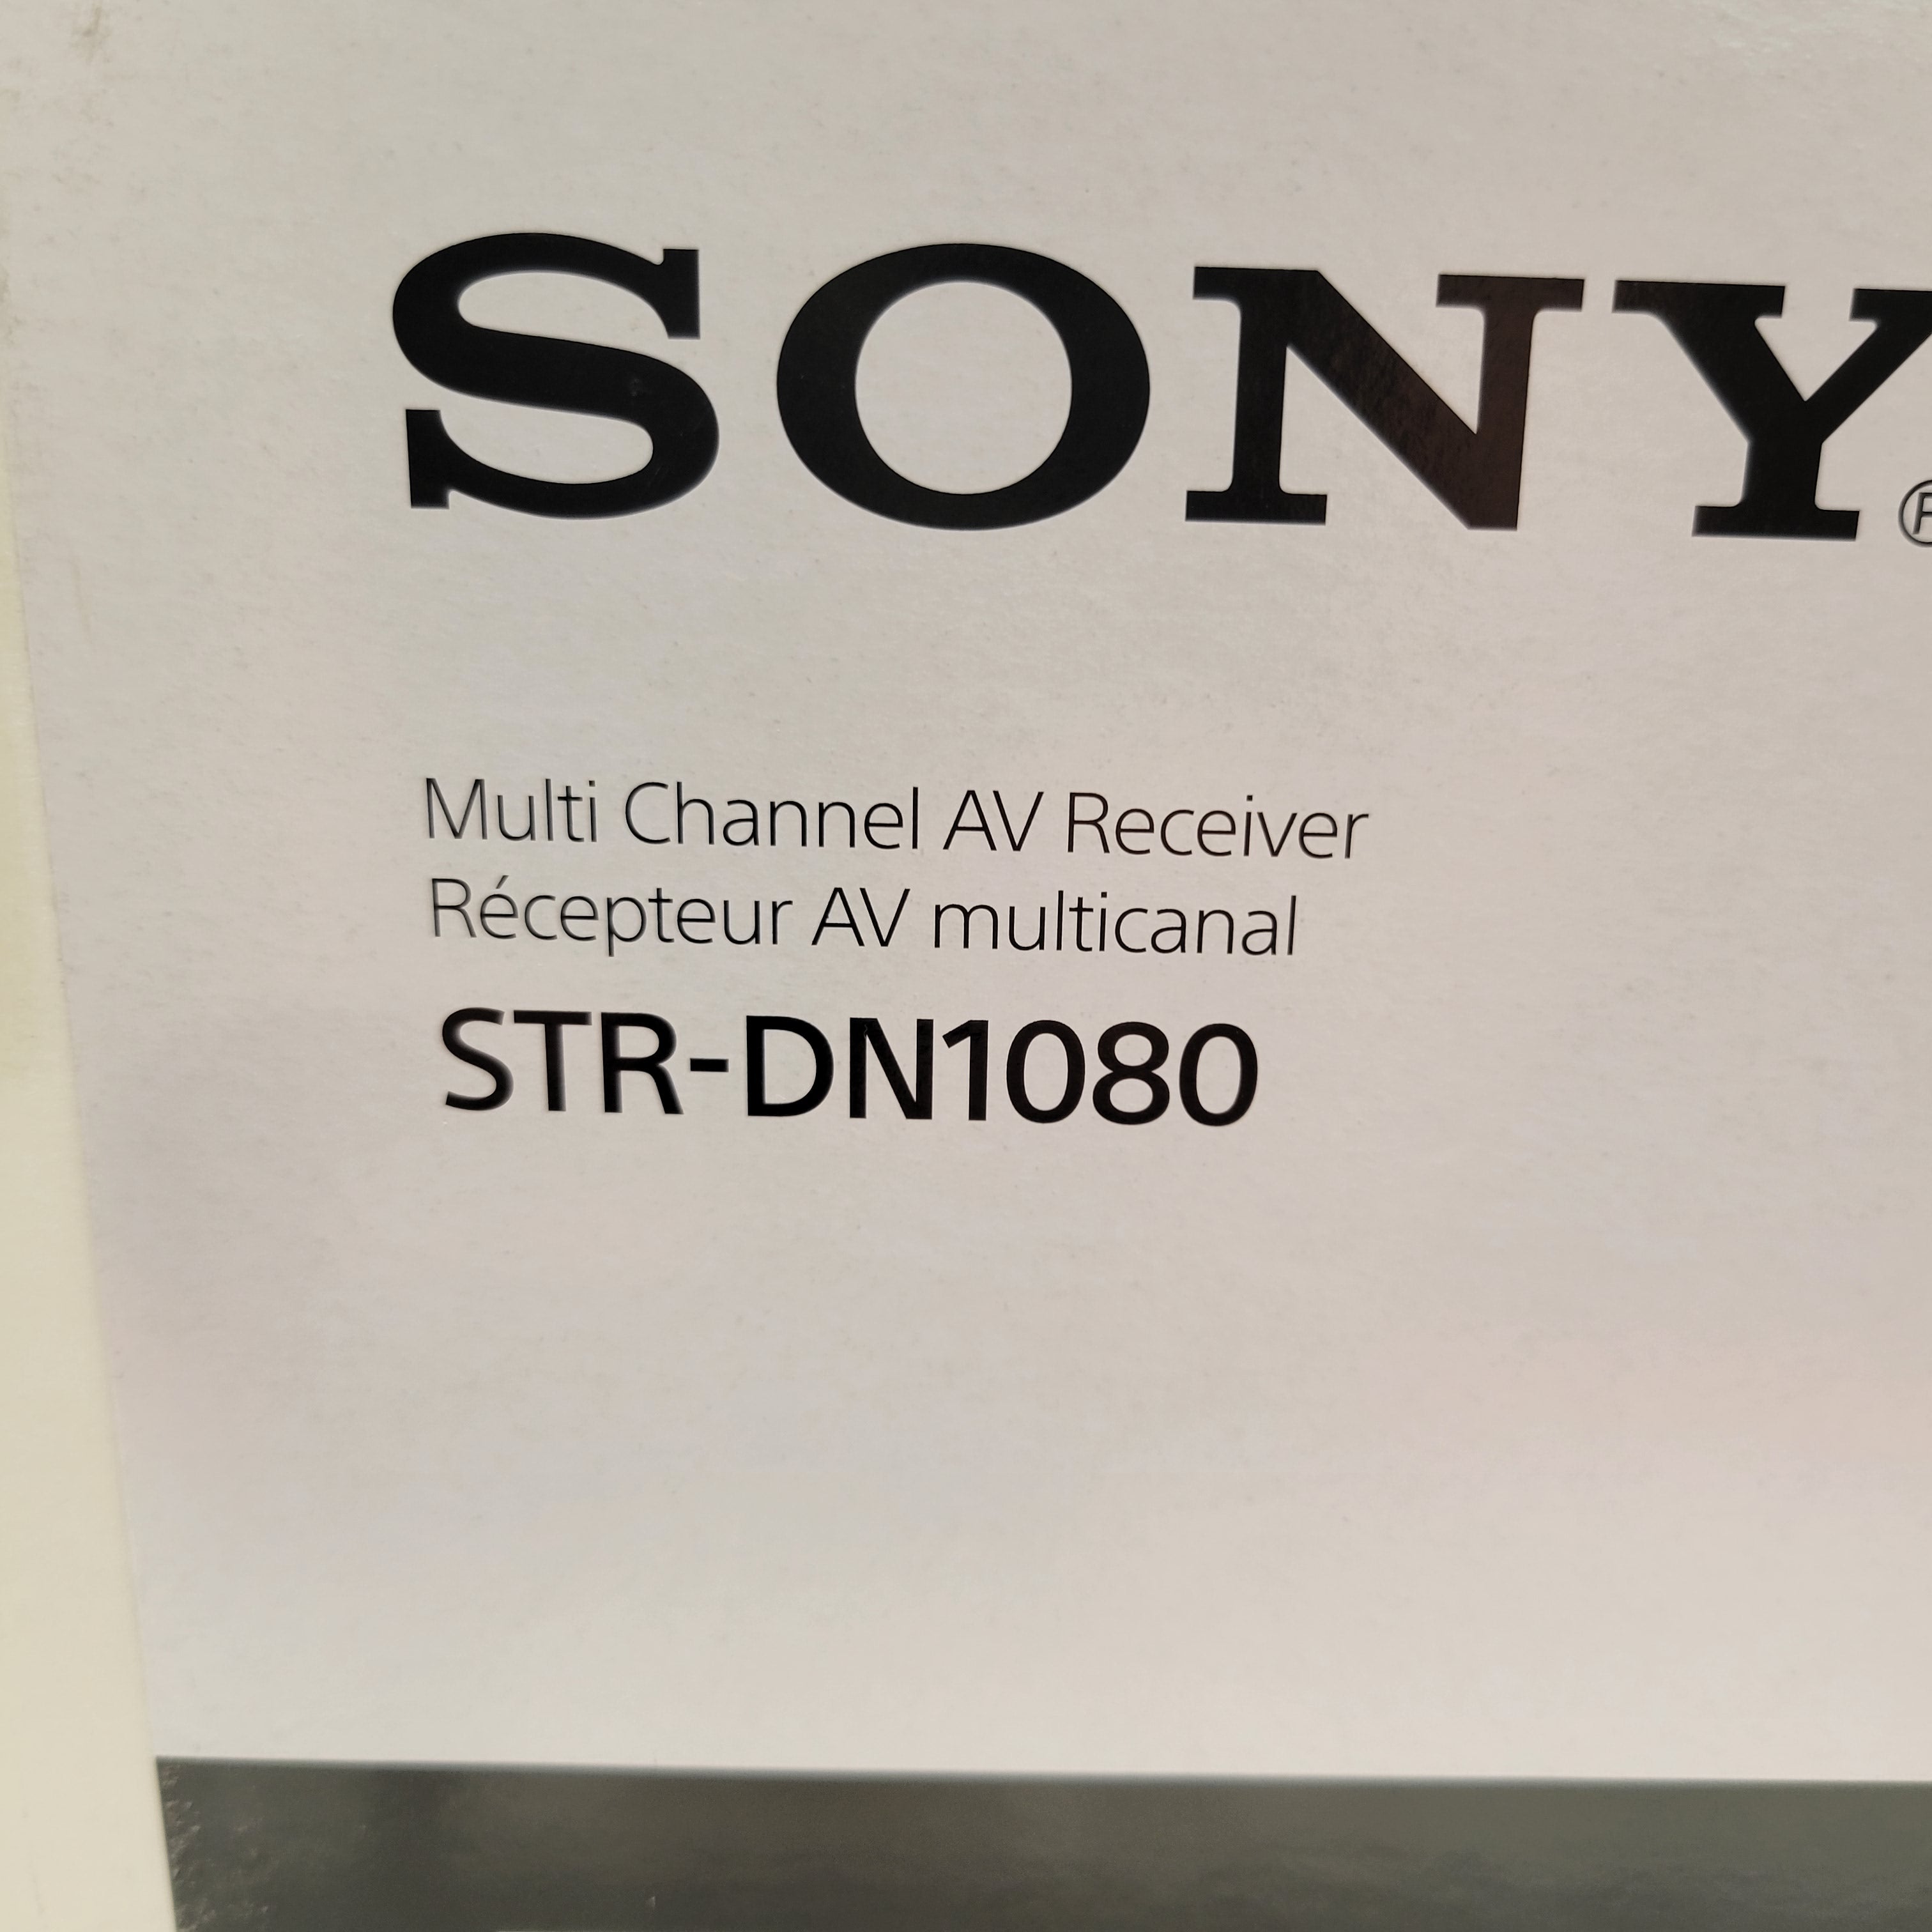 SONY
Multi Channel AV Receiver
Récepteur AV multicanal
STR-DN1080